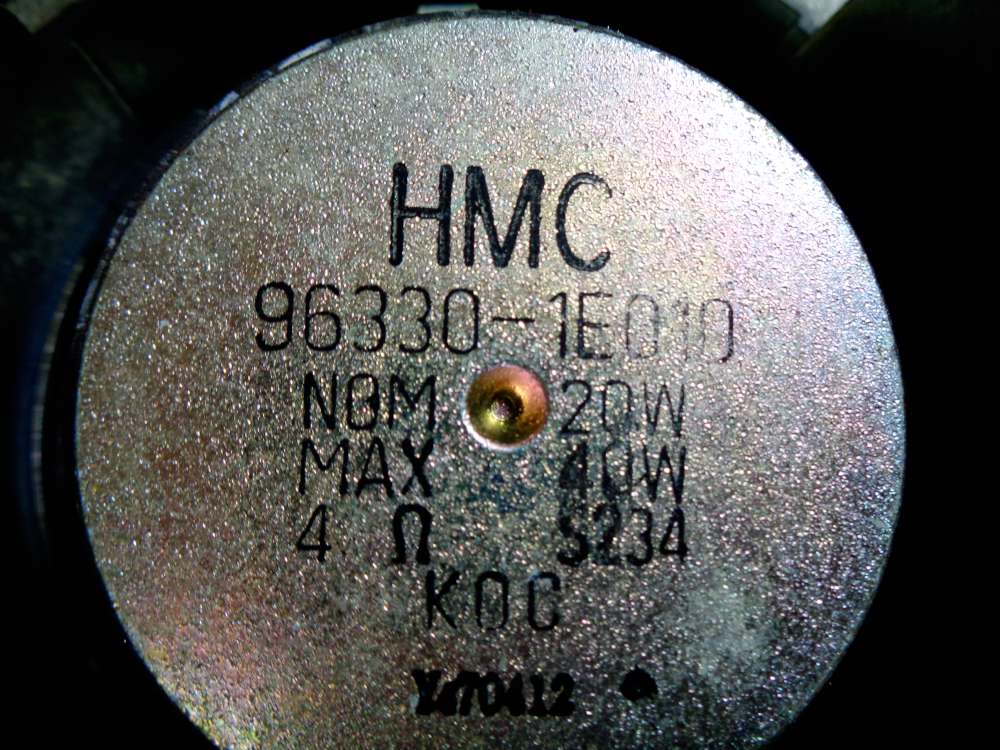 HMC
96330-1E010
NOM 20W
MAX 40W
4 Ω S234
KOC